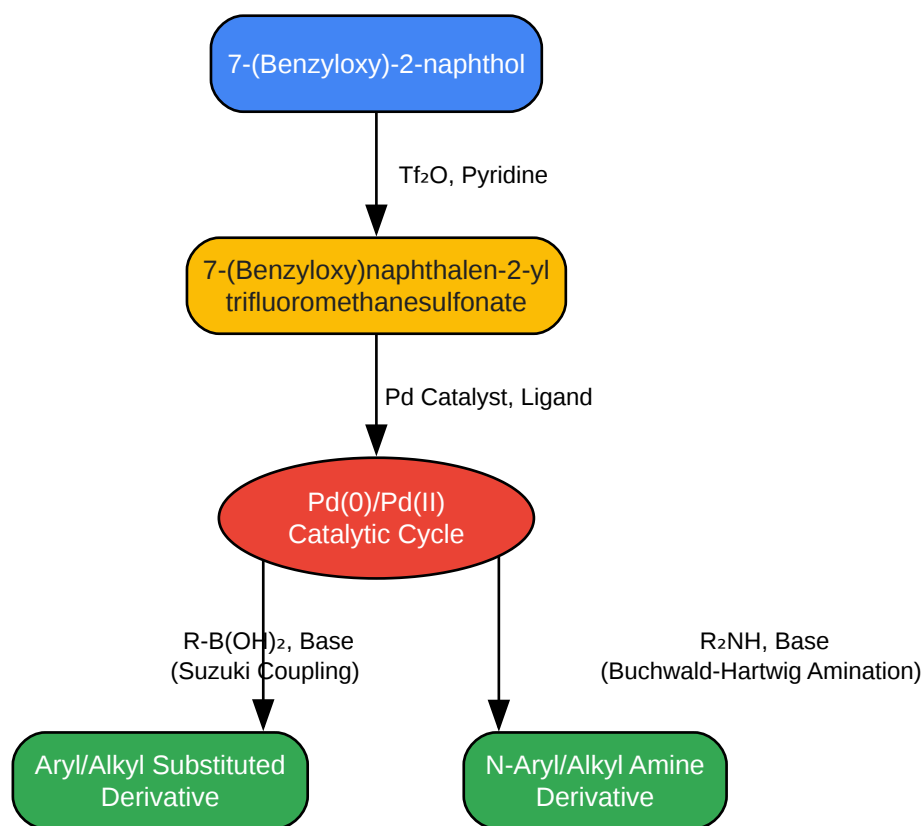 7-(Benzyloxy)-2-naphthol
Tf₂O, Pyridine
7-(Benzyloxy)naphthalen-2-yl
trifluoromethanesulfonate
Pd Catalyst, Ligand
Pd(0)/Pd(II)
Catalytic Cycle
R-B(OH)₂, Base
(Suzuki Coupling)
R₂NH, Base
(Buchwald-Hartwig Amination)
Aryl/Alkyl Substituted
Derivative
N-Aryl/Alkyl Amine
Derivative